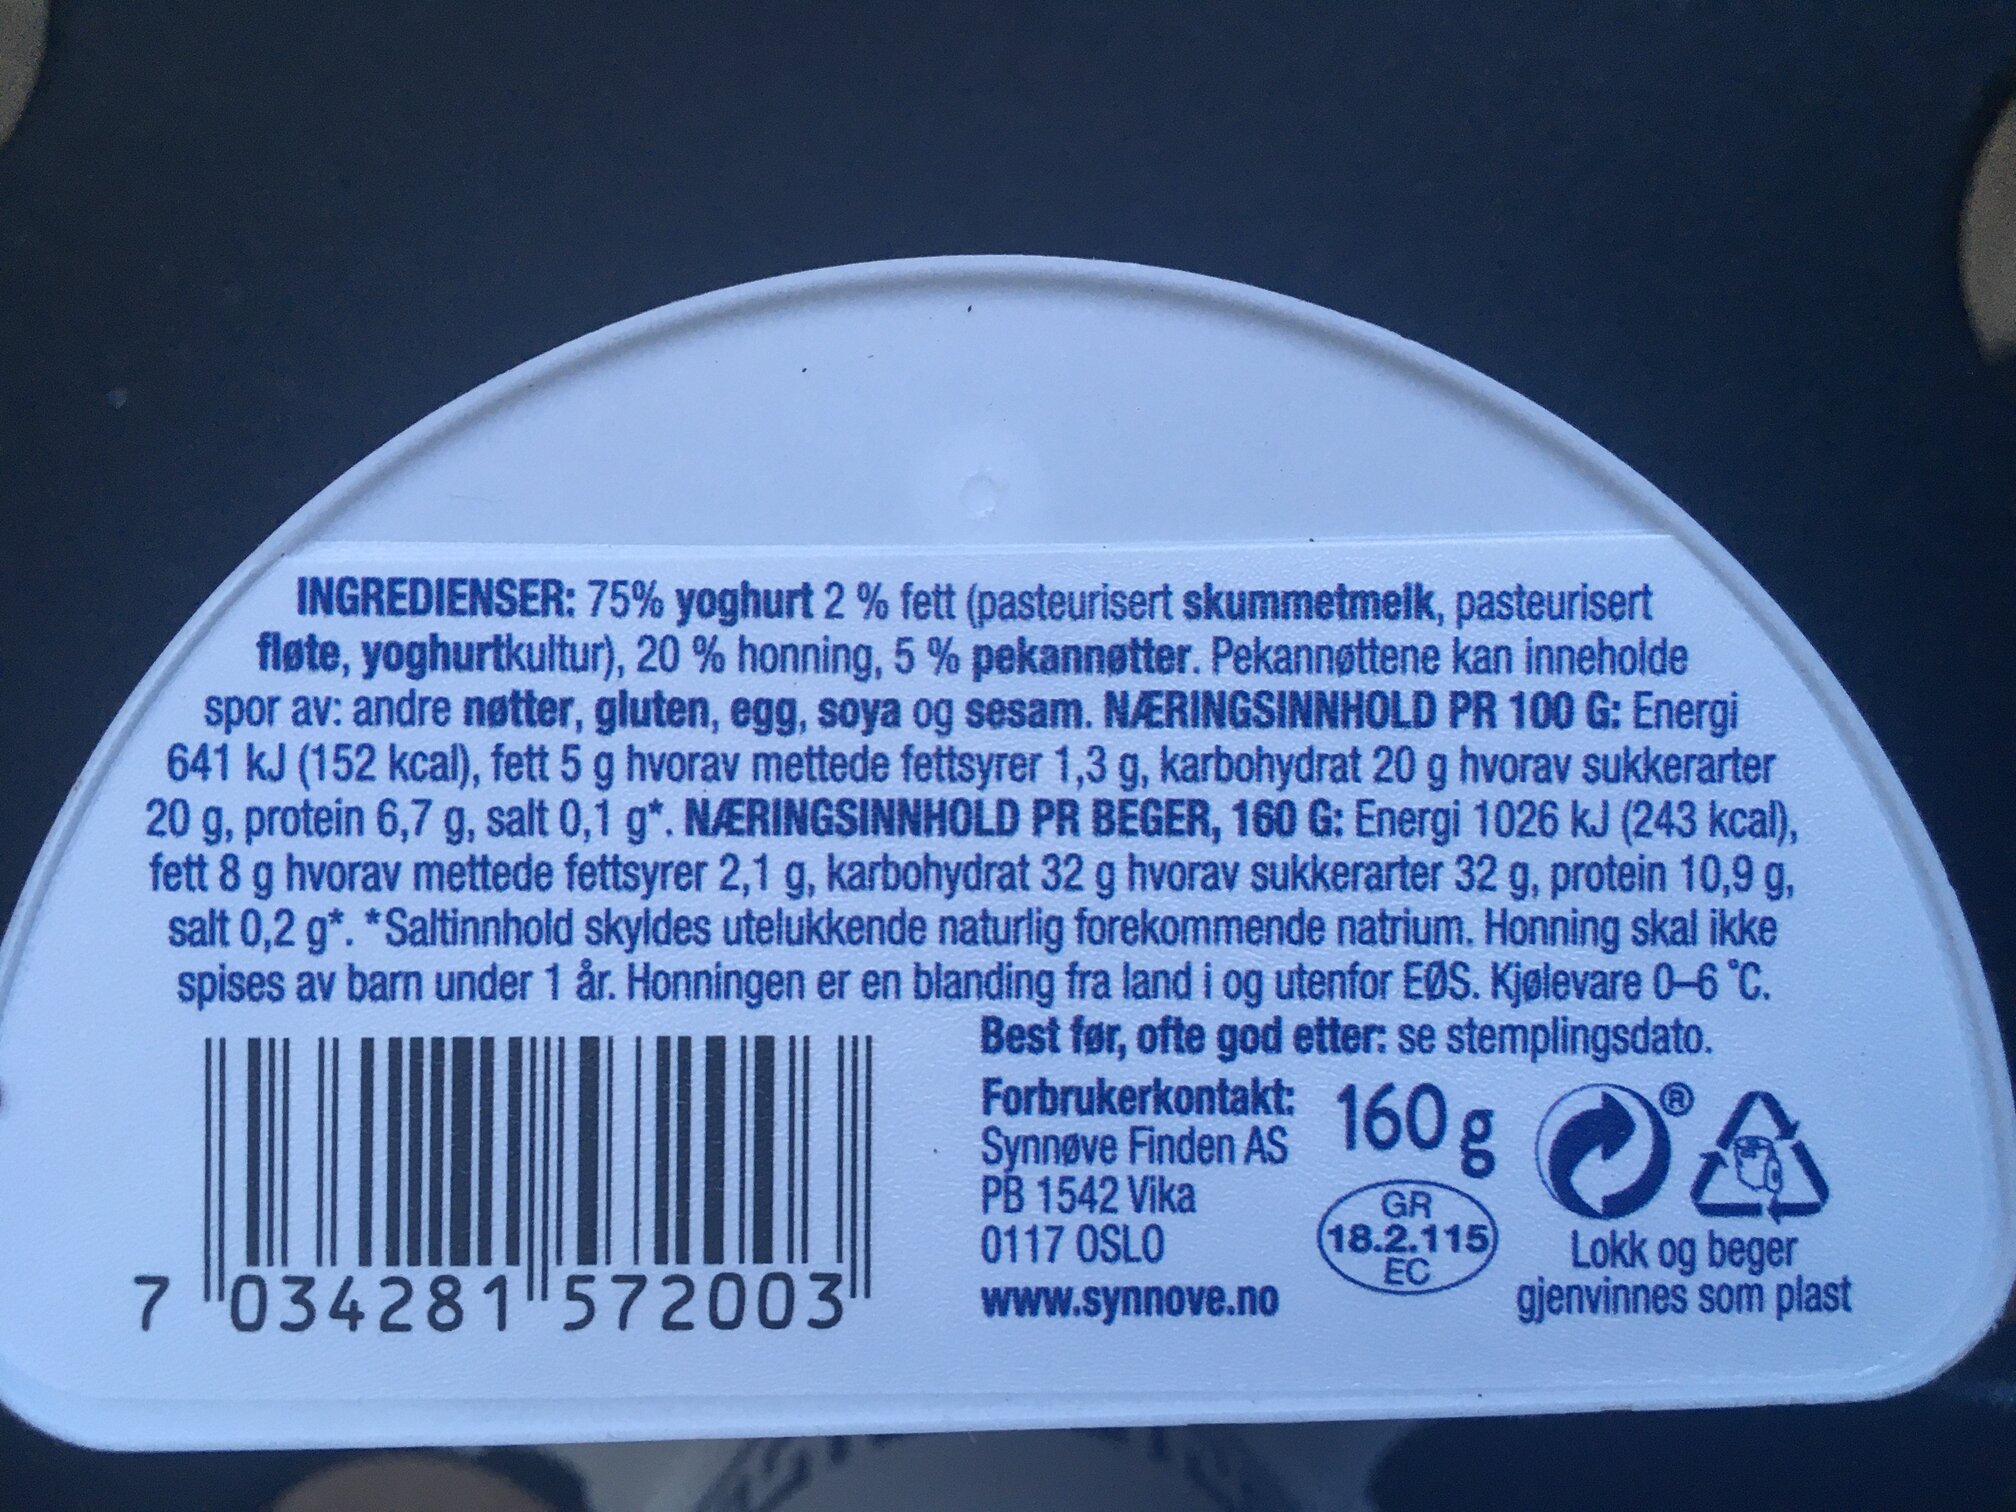 INGREDIENSER: 75% yoghurt 2 % fett (pasteurisert skummetmelk, pasteurisert
fløte, yoghurtkultur), 20 % honning, 5 % pekannøtter. Pekannøttene kan inneholde
spor av: andre nøtter, gluten, egg, soya og sesam. NÆRINGSINNHOLD PR 100 G: Energi
641 kJ (152 kcal), fett 5 g hvorav mettede fettsyrer 1,3 g, karbohydrat 20 g hvorav sukkerarter
20 g, protein 6,7 g, salt 0,1 g*. NÆRINGSINNHOLD PR BEGER, 160 G: Energi 1026 kJ (243 kcal),
fett 8 g hvorav mettede fettsyrer 2,1 g, karbohydrat 32 g hvorav sukkerarter 32 g, protein 10,9 g,
salt 0,2 g*. *Saltinnhold skyldes utelukkende naturlig forekommende natrium. Honning skal ikke
spises av barn under 1 år. Honningen er en blanding fra land i og utenfor EØS. Kjølevare 0–6 °C.
Best før, ofte god etter: se stemplingsdato.
Forbrukerkontakt:
Synnøve Finden AS
PB 1542 Vika
0117 OSLO
www.synnove.no
160 g
GR
18.2.115
EC
®
Lokk og beger
gjenvinnes som plast
7 034281 572003